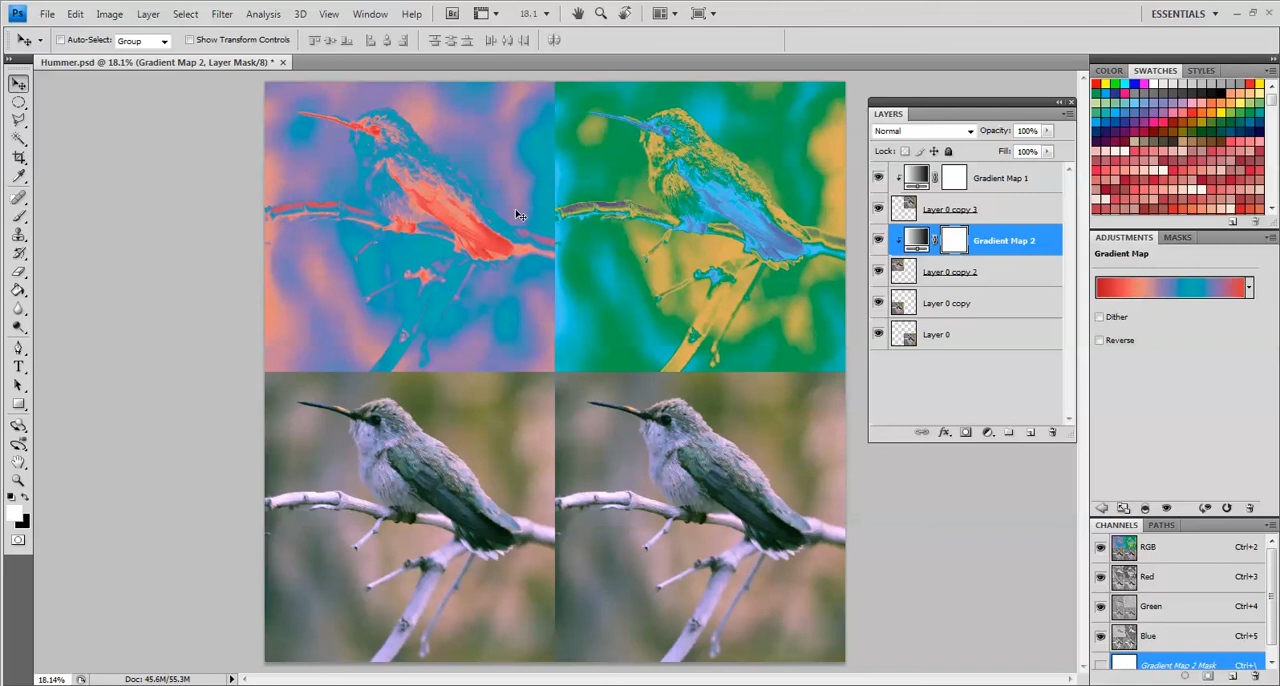 Ps File Edit Image Layer Select Filter Analysis 3D View Window Help Br 18.1 ESSENTIALS
Auto-Select: Group Show Transform Controls
Hummer.psd @ 18.1% (Gradient Map 2, Layer Mask/8) *
COLOR SWATCHES STYLES
LAYERS
Normal Opacity: 100%
Lock: Fill: 100%
Gradient Map 1
Layer 0 copy 3
Gradient Map 2
Layer 0 copy 2
Layer 0 copy
Layer 0
fx
ADJUSTMENTS MASKS
Gradient Map
Dither
Reverse
CHANNELS PATHS
RGB Ctrl+2
Red Ctrl+3
Green Ctrl+4
Blue Ctrl+5
Gradient Map 2 Mask Ctrl+\
T
18.14% Doc: 45.6M/55.3M